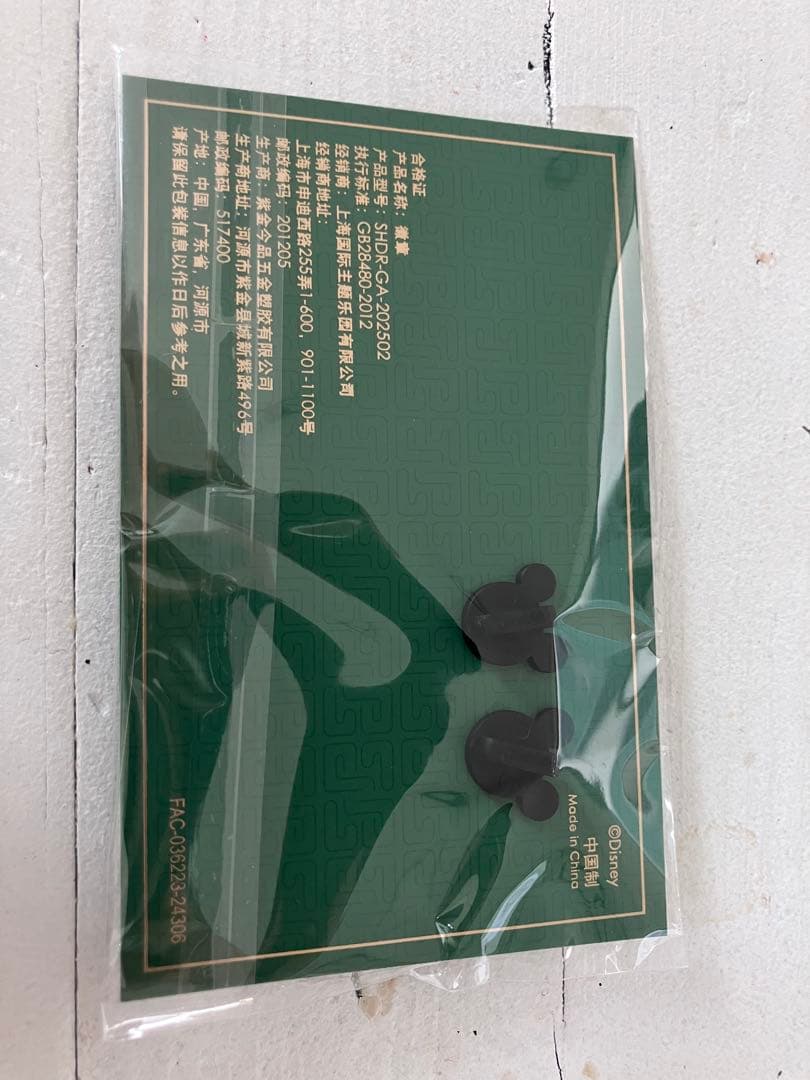 合格证
产品名称：徽章
产品型号：SHDR-GA-202502
执行标准：GB28480-2012
经销商：上海国际主题乐园有限公司
经销商地址：
上海市申迪西路255弄1-600，901-1100号
邮政编码：201205
生产商：紫金今品五金塑胶有限公司
生产商地址：河源市紫金县城新紫路496号
邮政编码：517400
产地：中国，广东省，河源市
请保留此包装信息以作日后参考之用。
©Disney
中国制
Made in China
FAC-036223-24306